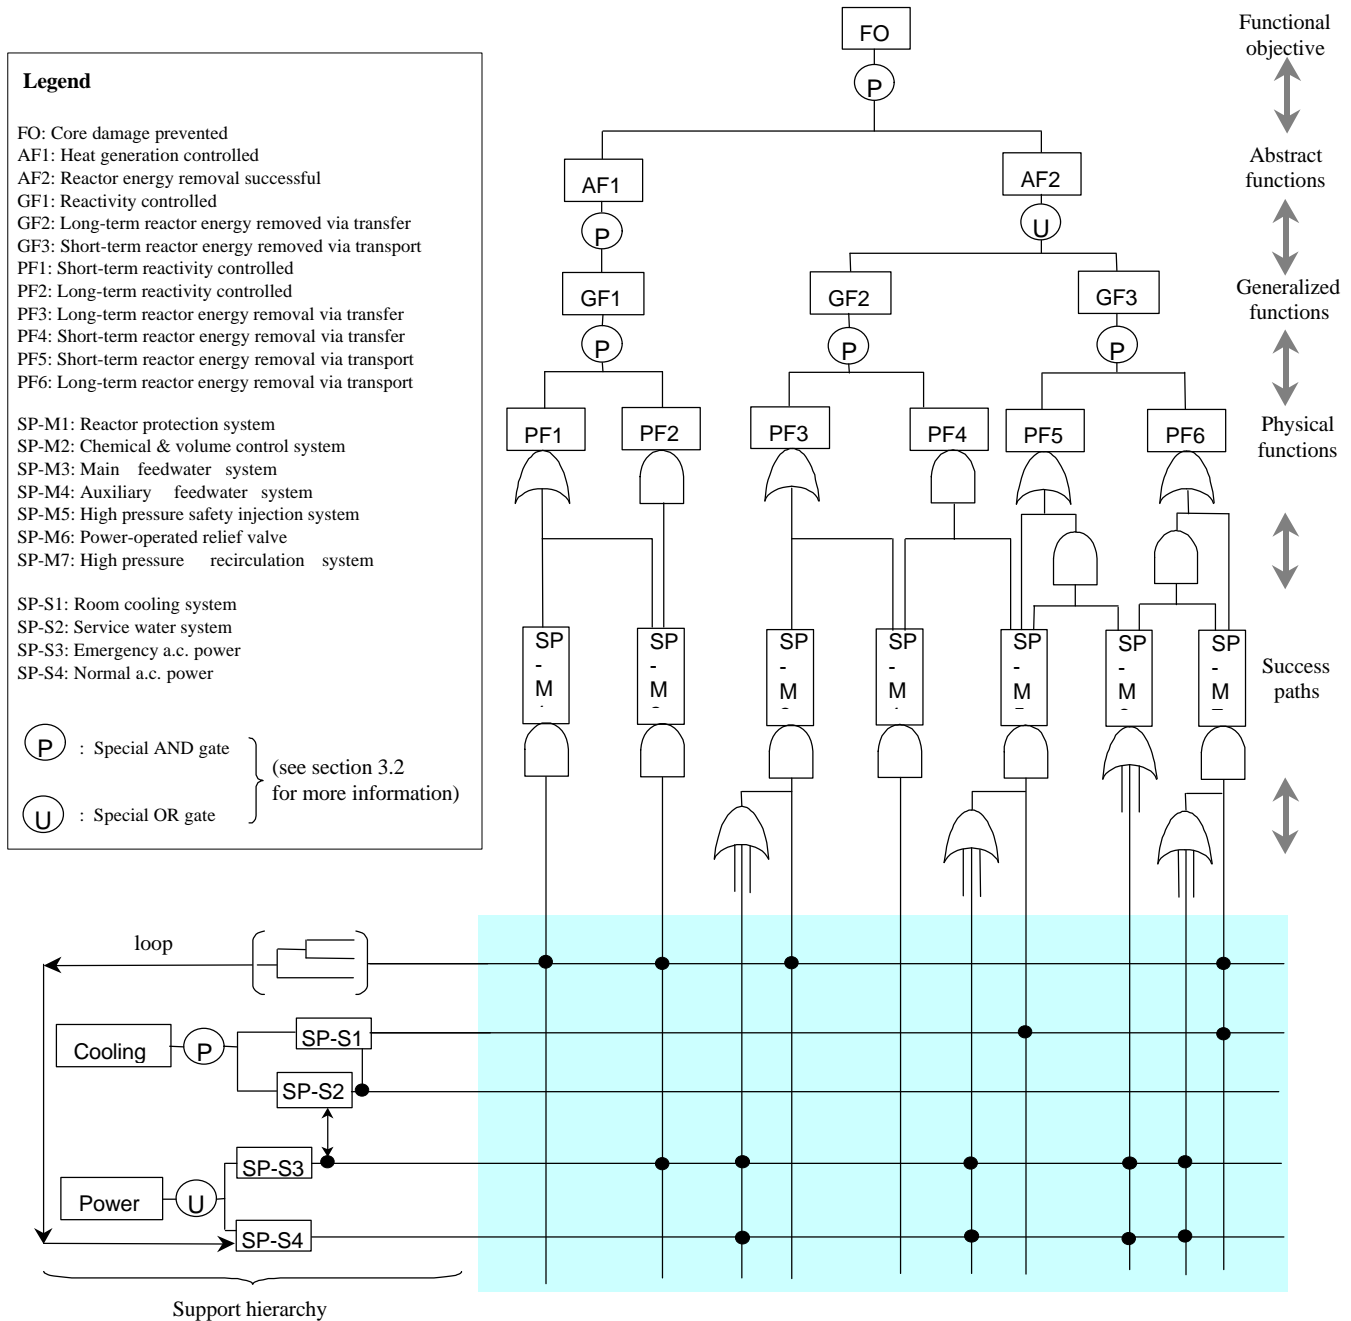 FO
Functional
objective
P
Legend
FO: Core damage prevented
AF1: Heat generation controlled
AF2: Reactor energy removal successful
GF1: Reactivity controlled
GF2: Long-term reactor energy removed via transfer
GF3: Short-term reactor energy removed via transport
PF1: Short-term reactivity controlled
PF2: Long-term reactivity controlled
PF3: Long-term reactor energy removal via transfer
PF4: Short-term reactor energy removal via transfer
PF5: Short-term reactor energy removal via transport
PF6: Long-term reactor energy removal via transport
SP-M1: Reactor protection system
SP-M2: Chemical & volume control system
SP-M3: Main feedwater system
SP-M4: Auxiliary feedwater system
SP-M5: High pressure safety injection system
SP-M6: Power-operated relief valve
SP-M7: High pressure recirculation system
SP-S1: Room cooling system
SP-S2: Service water system
SP-S3: Emergency a.c. power
SP-S4: Normal a.c. power
P : Special AND gate
U : Special OR gate
(see section 3.2
for more information)
AF1
AF2
Abstract
functions
P
U
GF1
GF2
GF3
Generalized
functions
P
P
P
PF1
PF2
PF3
PF4
PF5
PF6
Physical
functions
SP
-
M
SP
-
M
SP
-
M
SP
-
M
SP
-
M
SP
-
M
SP
-
M
Success
paths
loop
Cooling
P
SP-S1
SP-S2
Power
U
SP-S3
SP-S4
Support hierarchy